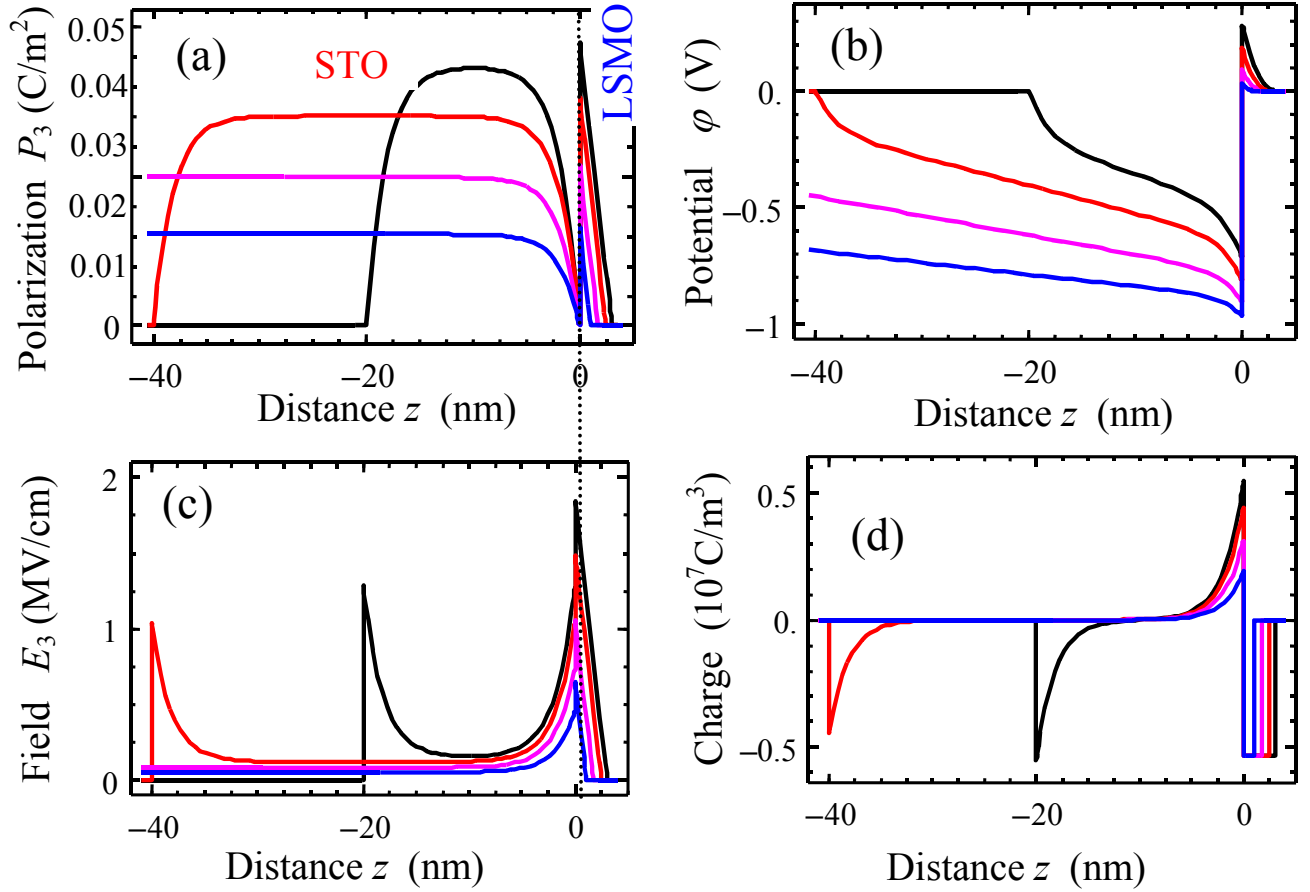 (a)
STO
LSMO
Polarization P₃ (C/m²)
0.05
0.04
0.03
0.02
0.01
0
−40
−20
0
Distance z (nm)
(b)
Potential φ (V)
0.
−0.5
−1
−40
−20
0
Distance z (nm)
(c)
Field E₃ (MV/cm)
2
1
0
−40
−20
0
Distance z (nm)
(d)
Charge (10⁷C/m³)
0.5
0.
−0.5
−40
−20
0
Distance z (nm)